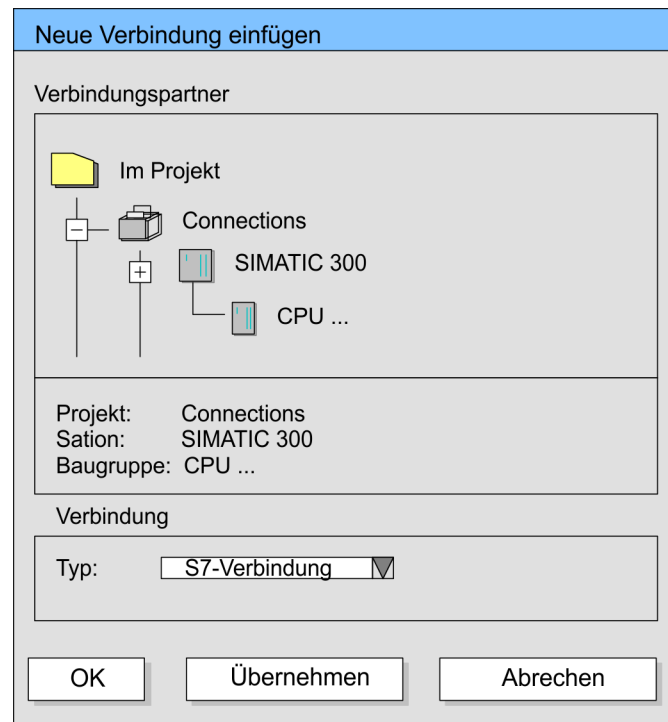 Neue Verbindung einfügen
Verbindungspartner
Im Projekt
Connections
SIMATIC 300
CPU ...
Projekt: Connections
Sation: SIMATIC 300
Baugruppe: CPU ...
Verbindung
Typ: S7-Verbindung
OK Übernehmen Abrechen